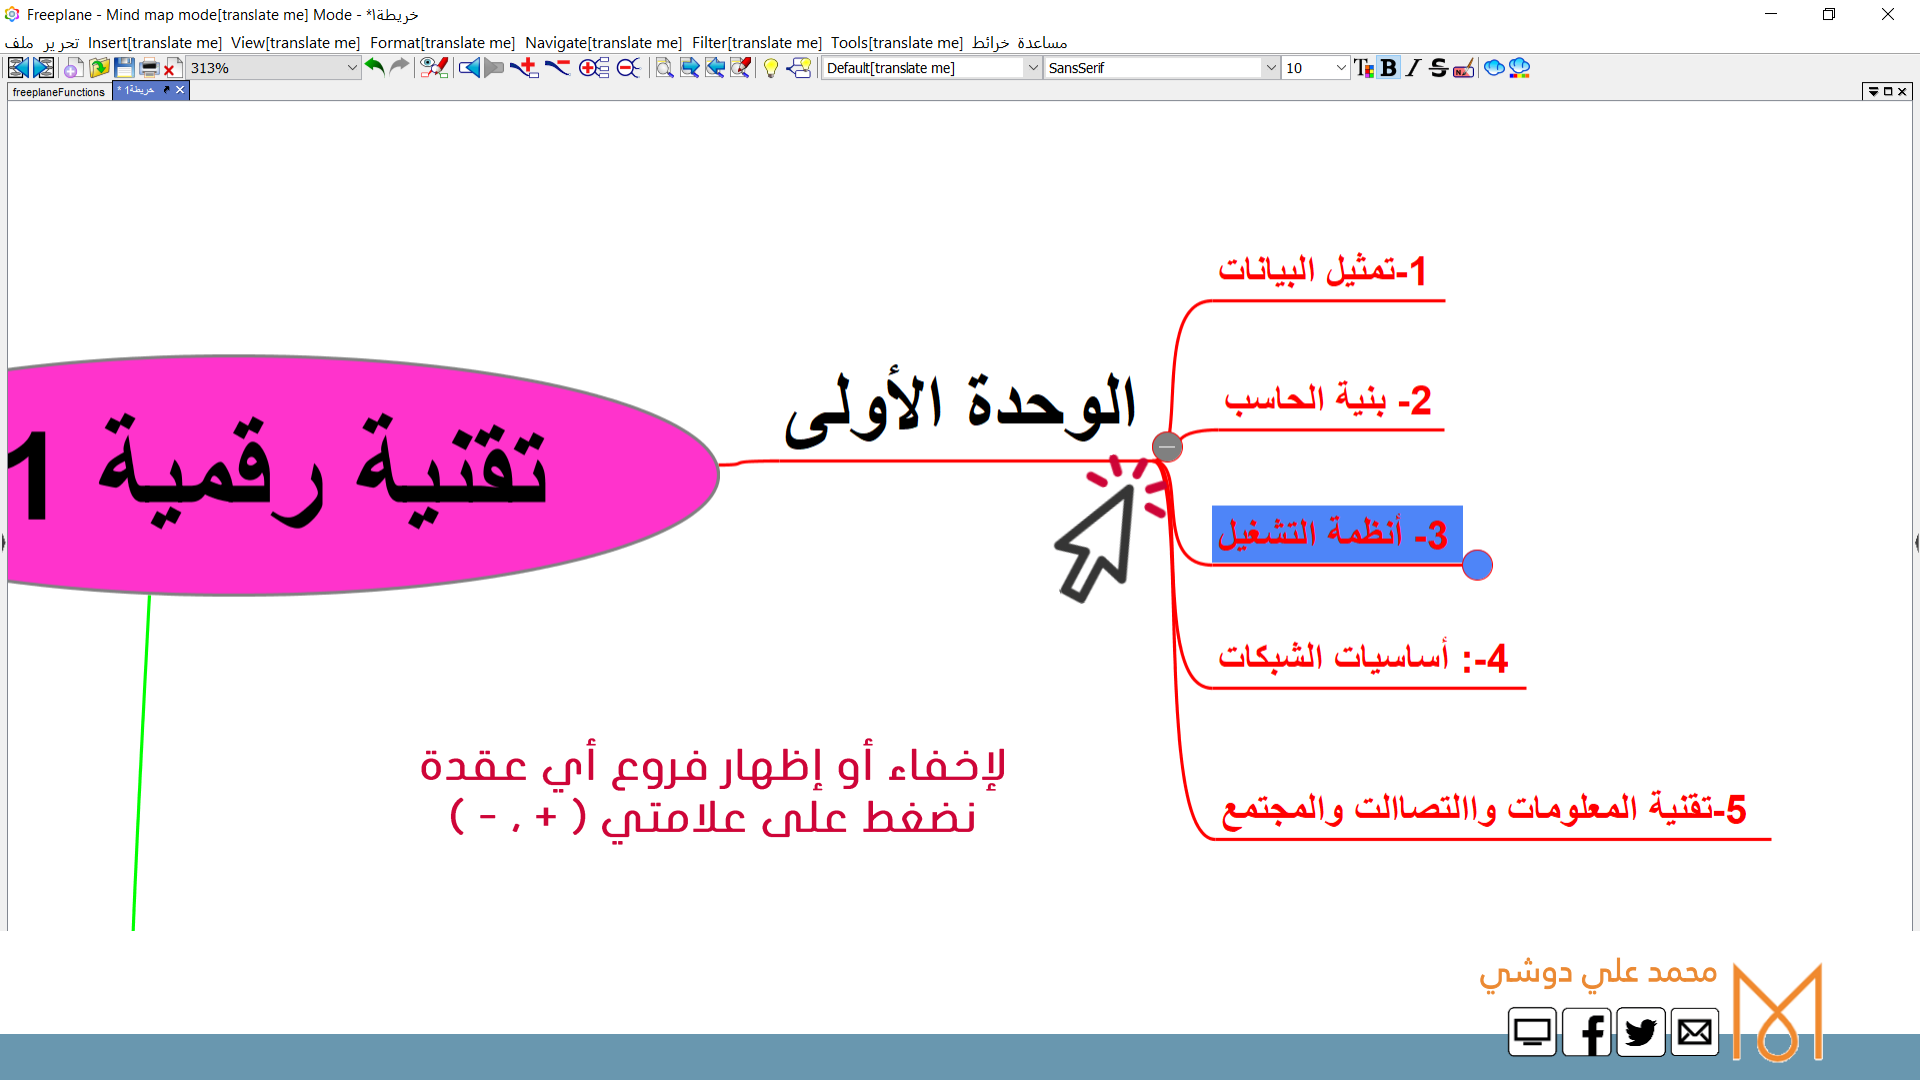 Freeplane - Mind map mode[translate me] Mode - *خريطة١
ملف تحرير Insert[translate me] View[translate me] Format[translate me] Navigate[translate me] Filter[translate me] Tools[translate me] خرائط مساعدة
313%
Default[translate me]
SansSerif
10
freeplaneFunctions
خريطة1 *
1-تمثيل البيانات
2- بنية الحاسب
الوحدة الأولى
تقنية رقمية 1
3- أنظمة التشغيل
4-: أساسيات الشبكات
5-تقنية المعلومات واالتصاالت والمجتمع
لإخفاء أو إظهار فروع أي عقدة
نضغط على علامتي ( + , - )
محمد علي دوشي